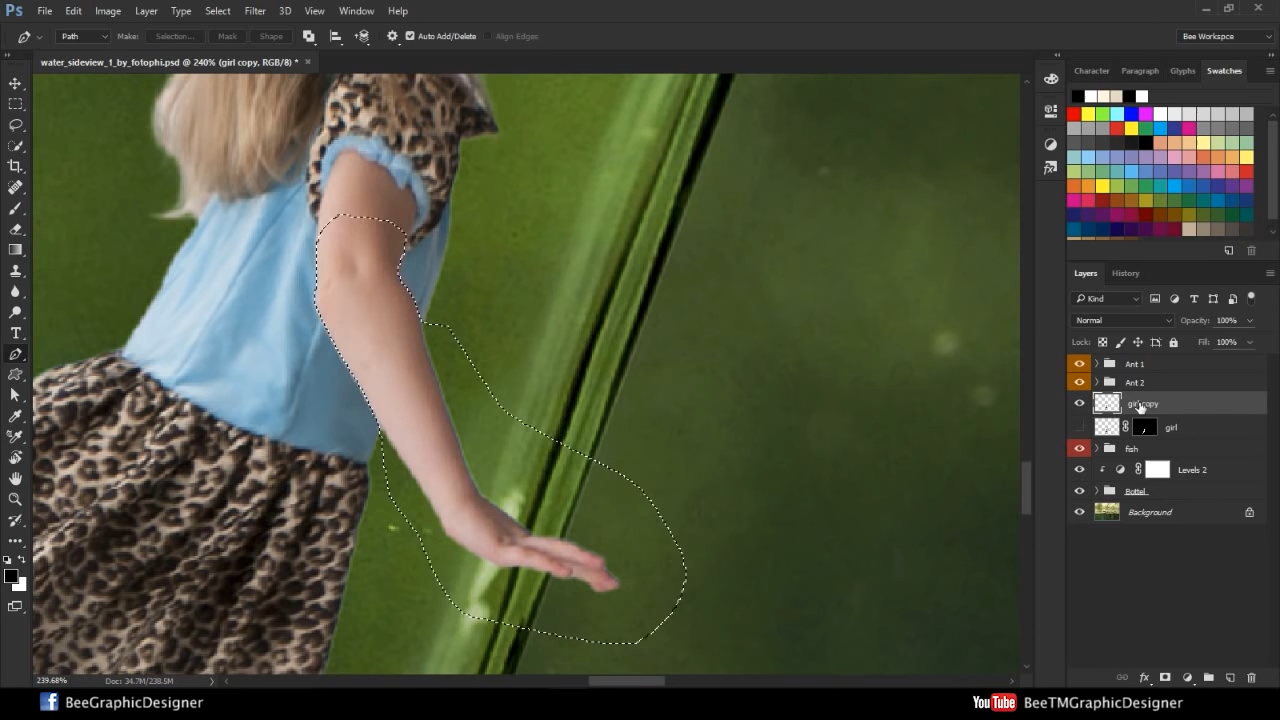 Ps File Edit Image Layer Type Select Filter 3D View Window Help
Path Make: Selection... Mask Shape Auto Add/Delete Align Edges Bee Workspce
water_sideview_1_by_fotophi.psd @ 240% (girl copy, RGB/8) *
Character Paragraph Glyphs Swatches
Layers History
Kind
Normal Opacity: 100%
Lock: Fill: 100%
Ant 1
Ant 2
girl copy
girl
fish
Levels 2
Bottel
Background
239.68% Doc: 34.7M/238.5M
BeeGraphicDesigner YouTube BeeTMGraphicDesigner